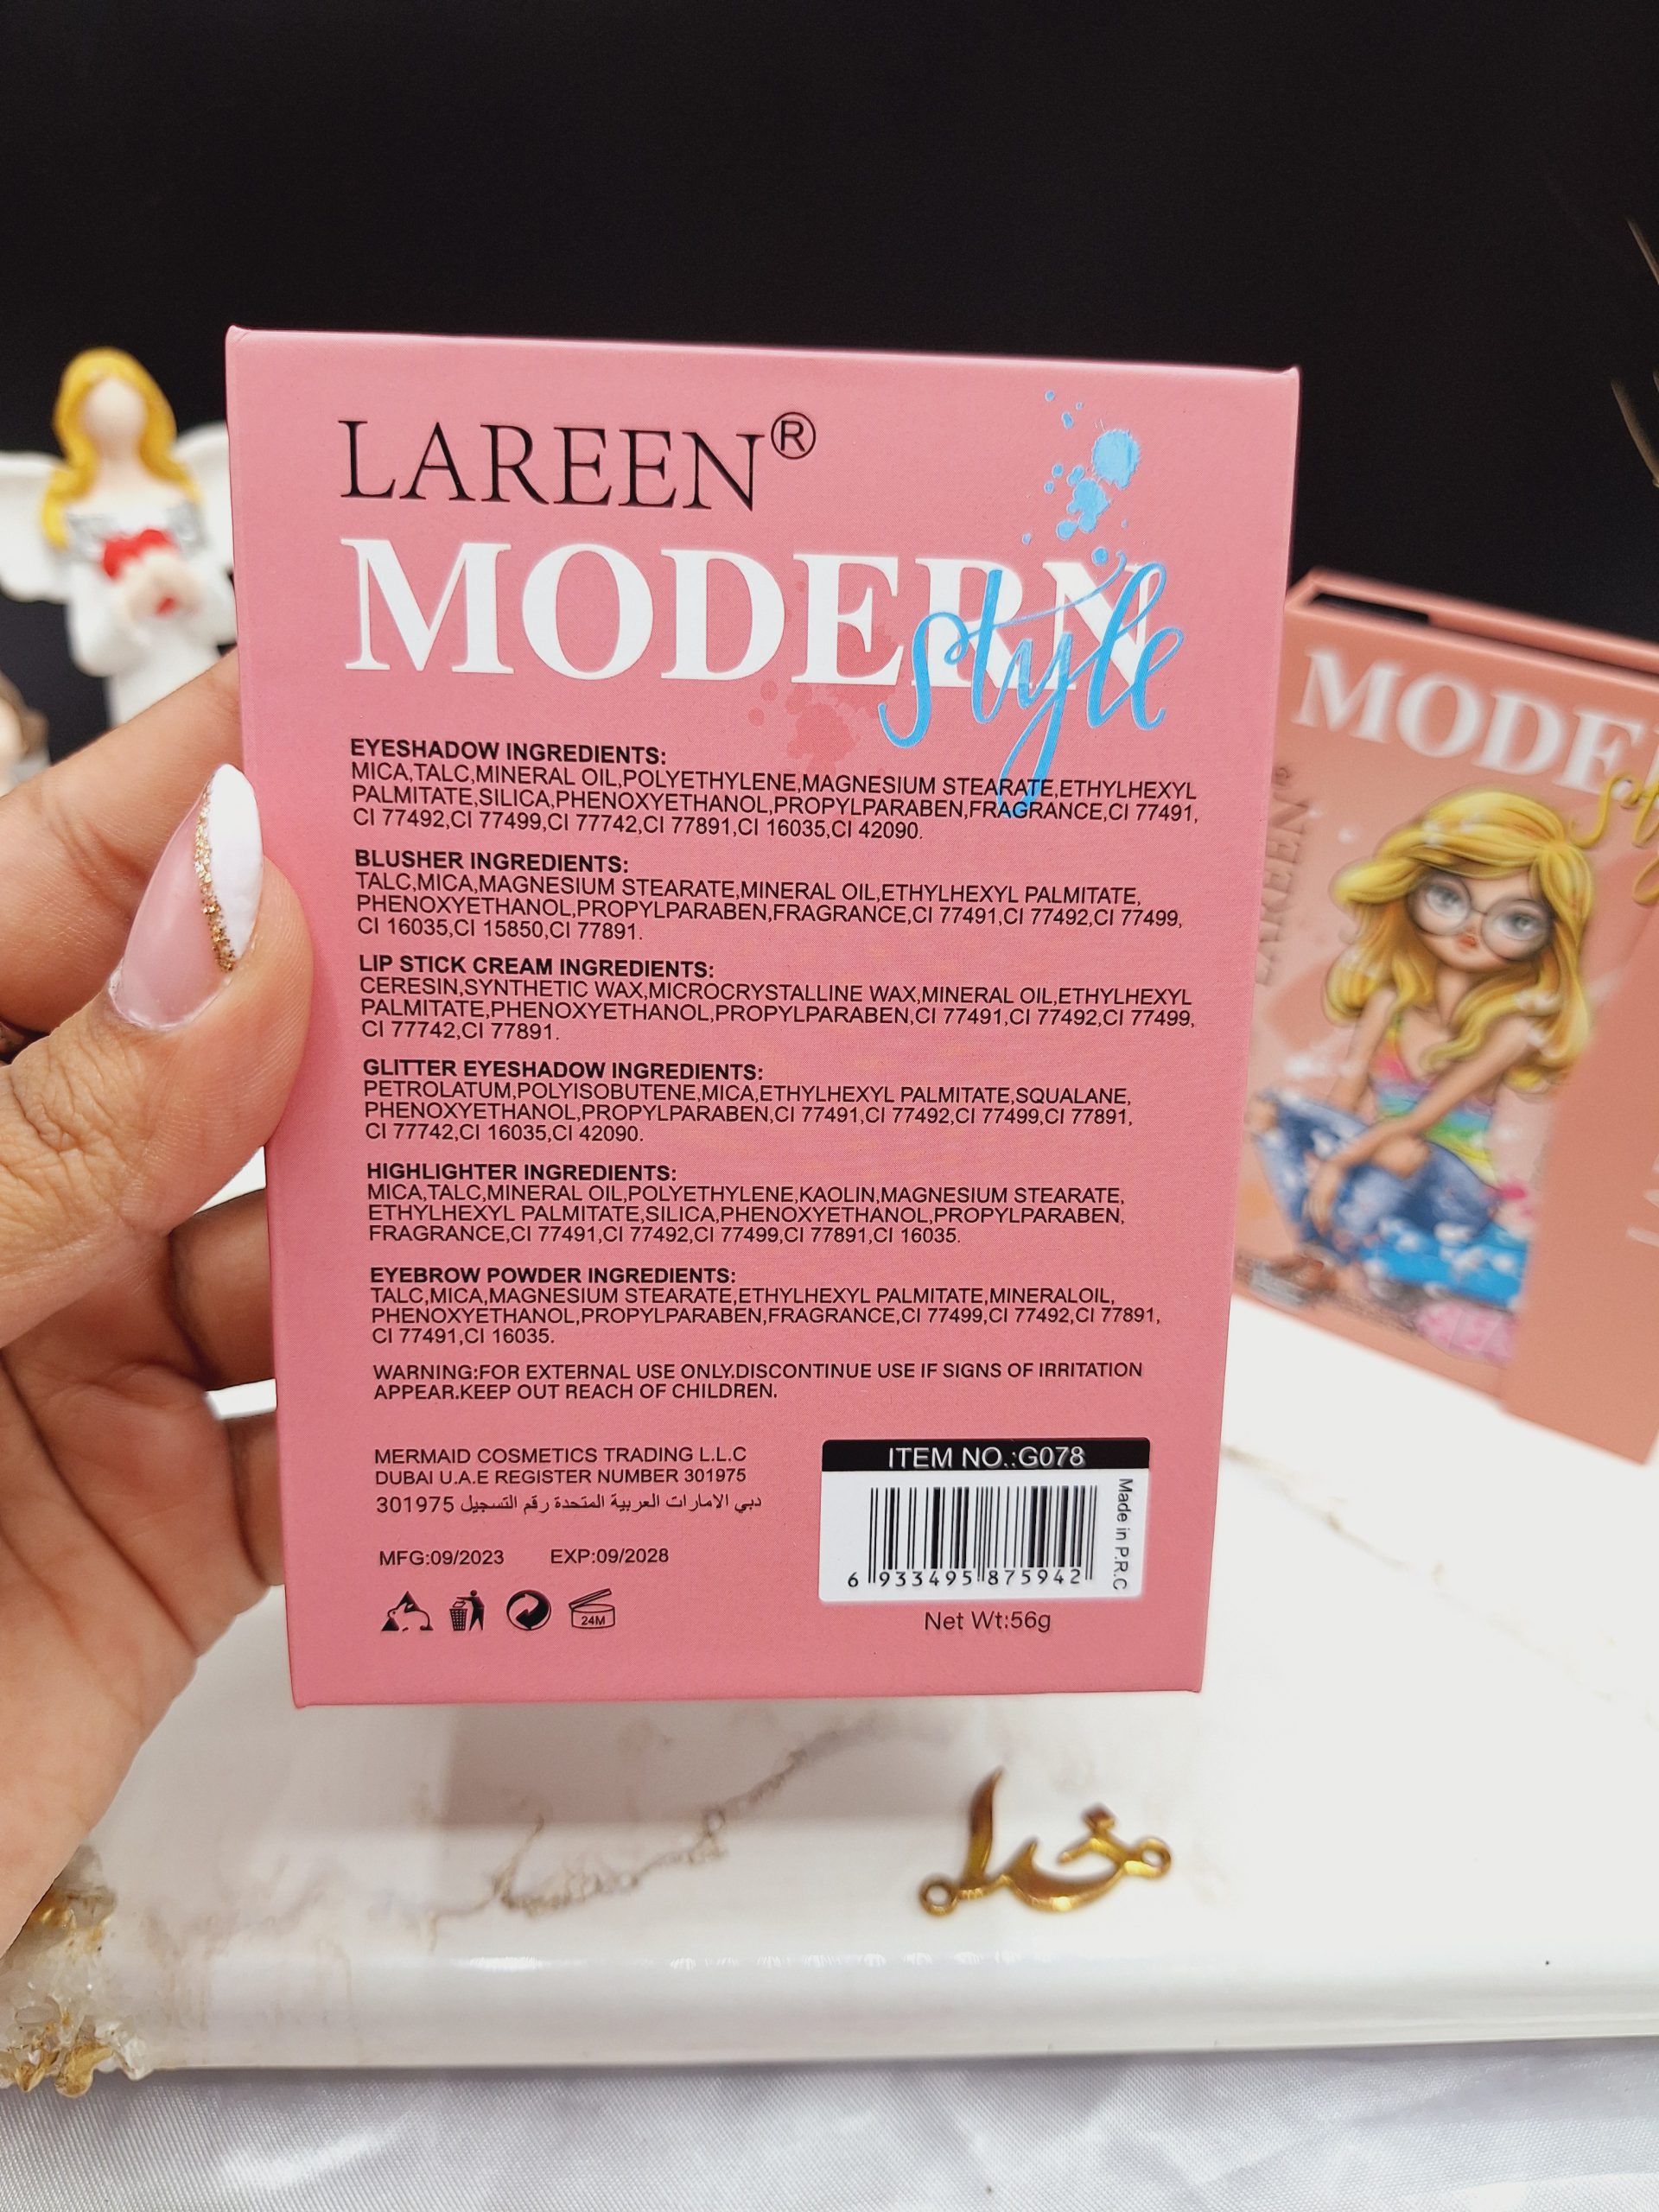 LAREEN®
MODERN
style
EYESHADOW INGREDIENTS:
MICA,TALC,MINERAL OIL,POLYETHYLENE,MAGNESIUM STEARATE,ETHYLHEXYL
PALMITATE,SILICA,PHENOXYETHANOL,PROPYLPARABEN,FRAGRANCE,CI 77491,
CI 77492,CI 77499,CI 77742,CI 77891,CI 16035,CI 42090.
BLUSHER INGREDIENTS:
TALC,MICA,MAGNESIUM STEARATE,MINERAL OIL,ETHYLHEXYL PALMITATE,
PHENOXYETHANOL,PROPYLPARABEN,FRAGRANCE,CI 77491,CI 77492,CI 77499,
CI 16035,CI 15850,CI 77891.
LIP STICK CREAM INGREDIENTS:
CERESIN,SYNTHETIC WAX,MICROCRYSTALLINE WAX,MINERAL OIL,ETHYLHEXYL
PALMITATE,PHENOXYETHANOL,PROPYLPARABEN,CI 77491,CI 77492,CI 77499,
CI 77742,CI 77891.
GLITTER EYESHADOW INGREDIENTS:
PETROLATUM,POLYISOBUTENE,MICA,ETHYLHEXYL PALMITATE,SQUALANE,
PHENOXYETHANOL,PROPYLPARABEN,CI 77491,CI 77492,CI 77499,CI 77891,
CI 77742,CI 16035,CI 42090.
HIGHLIGHTER INGREDIENTS:
MICA,TALC,MINERAL OIL,POLYETHYLENE,KAOLIN,MAGNESIUM STEARATE,
ETHYLHEXYL PALMITATE,SILICA,PHENOXYETHANOL,PROPYLPARABEN,
FRAGRANCE,CI 77491,CI 77492,CI 77499,CI 77891,CI 16035.
EYEBROW POWDER INGREDIENTS:
TALC,MICA,MAGNESIUM STEARATE,ETHYLHEXYL PALMITATE,MINERALOIL,
PHENOXYETHANOL,PROPYLPARABEN,FRAGRANCE,CI 77499,CI 77492,CI 77891,
CI 77491,CI 16035.
WARNING:FOR EXTERNAL USE ONLY.DISCONTINUE USE IF SIGNS OF IRRITATION
APPEAR.KEEP OUT REACH OF CHILDREN.
MERMAID COSMETICS TRADING L.L.C
DUBAI U.A.E REGISTER NUMBER 301975
دبي الامارات العربية المتحدة رقم التسجيل 301975
MFG:09/2023 EXP:09/2028
24M
ITEM NO.:G078
6 933495 875942
Made in P.R.C
Net Wt:56g
LAREEN®